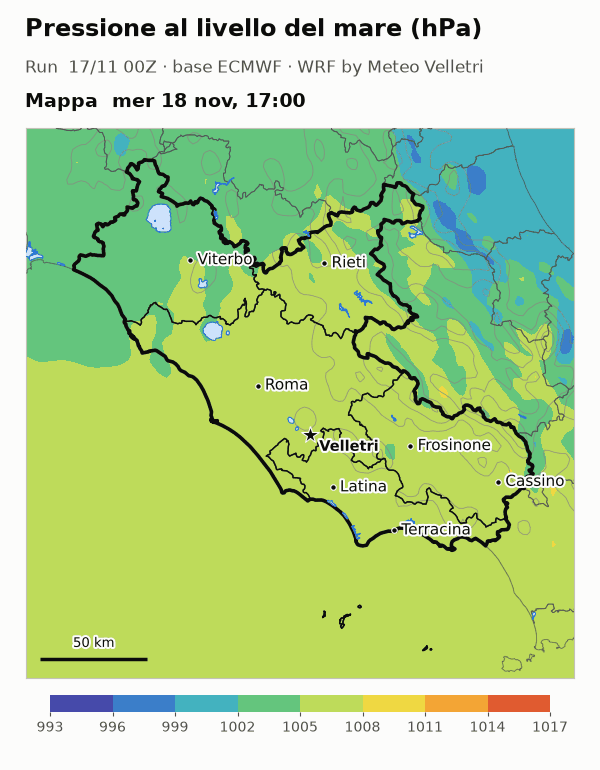 Pressione al livello del mare (hPa)
Run  17/11 00Z · base ECMWF · WRF by Meteo Velletri
Mappa  mer 18 nov, 17:00
Viterbo
Rieti
Roma
Velletri
Frosinone
Cassino
Latina
Terracina
50 km
993 996 999 1002 1005 1008 1011 1014 1017